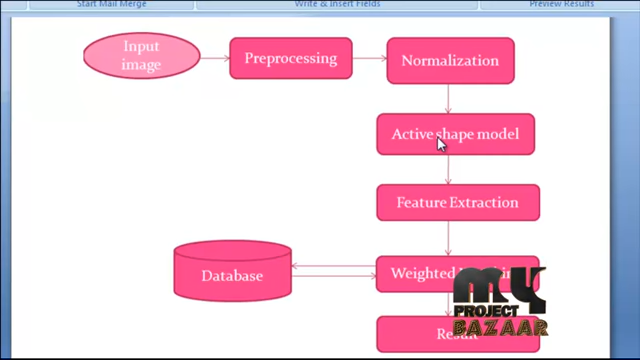 Start Mail Merge
Write & Insert Fields
Preview Results
Input
image
Preprocessing
Normalization
Active shape model
Feature Extraction
Database
Weighted
Result
my
PROJECT
BAZAAR